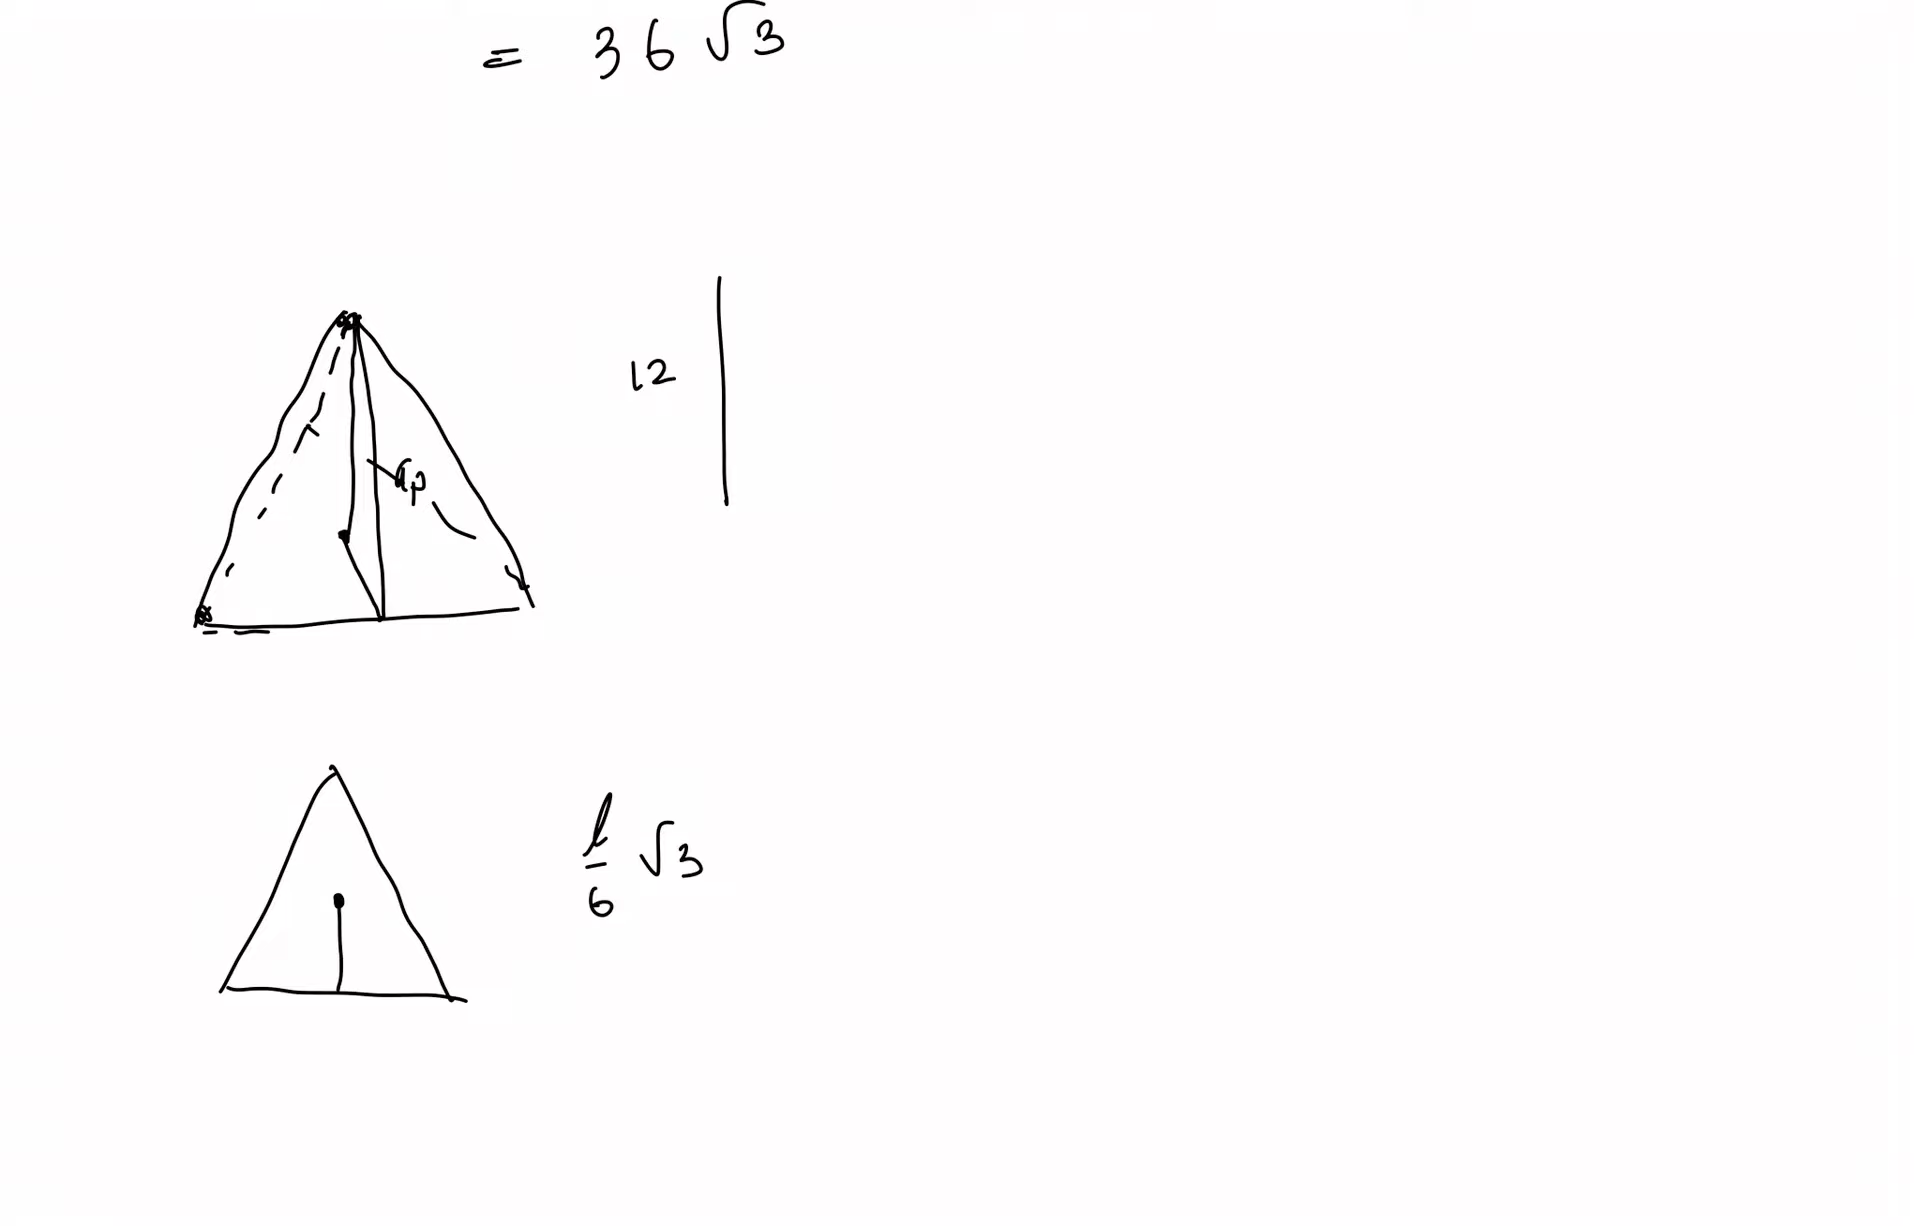 = 36 √3
12
ap
l/6 √3